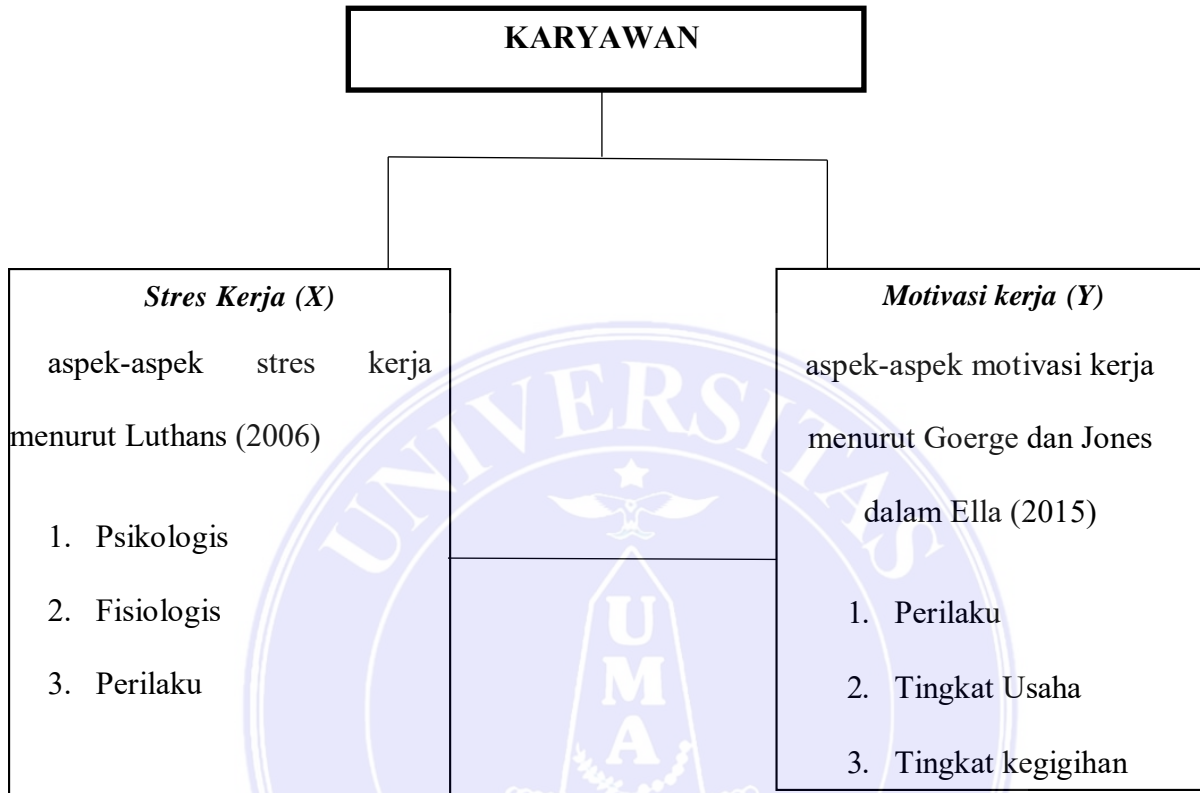 KARYAWAN
Stres Kerja (X)
aspek-aspek stres kerja
menurut Luthans (2006)
1. Psikologis
2. Fisiologis
3. Perilaku
Motivasi kerja (Y)
aspek-aspek motivasi kerja
menurut Goerge dan Jones
dalam Ella (2015)
1. Perilaku
2. Tingkat Usaha
3. Tingkat kegigihan
UNIVERSITAS
U
M
A